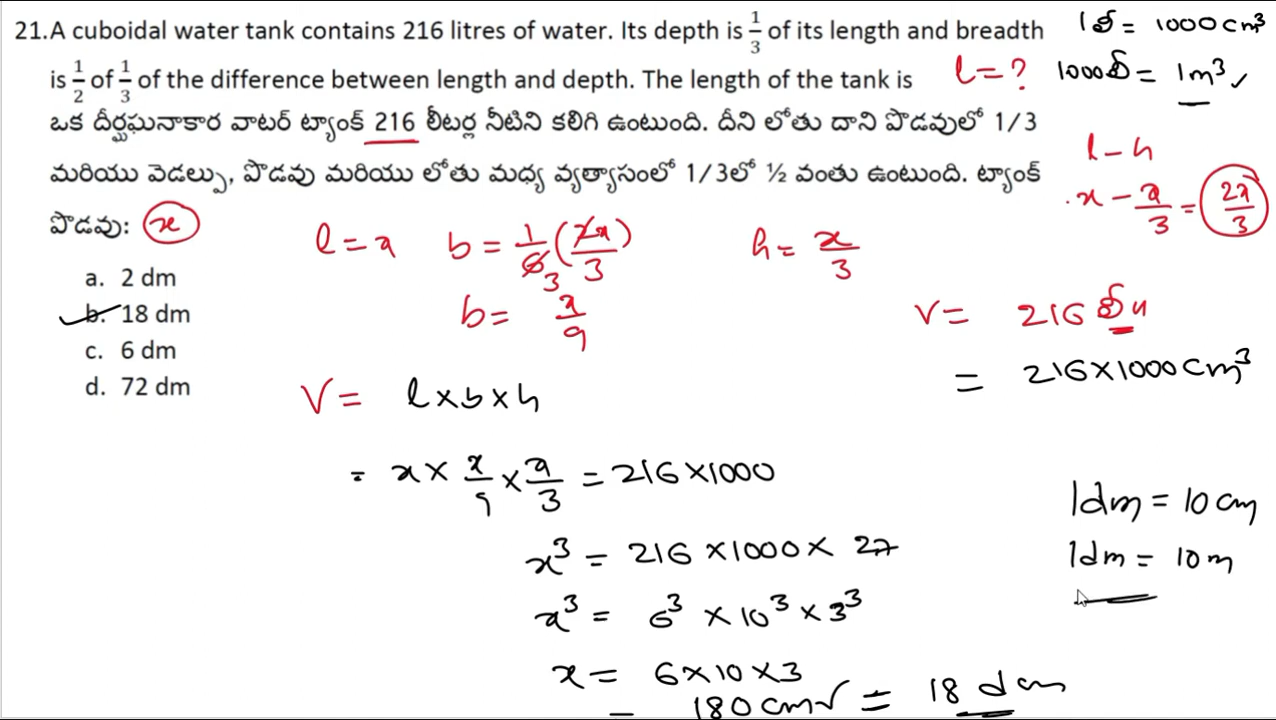 21.A cuboidal water tank contains 216 litres of water. Its depth is 1/3 of its length and breadth
is 1/2 of 1/3 of the difference between length and depth. The length of the tank is
ఒక దీర్ఘఘనాకార వాటర్ ట్యాంక్ 216 లీటర్ల నీటిని కలిగి ఉంటుంది. దీని లోతు దాని పొడవులో 1/3
మరియు వెడల్పు, పొడవు మరియు లోతు మధ్య వ్యత్యాసంలో 1/3లో ½ వంతు ఉంటుంది. ట్యాంక్
పొడవు: x
a. 2 dm
b. 18 dm
c. 6 dm
d. 72 dm
1లీ = 1000 cm³
l = ? 1000లీ = 1m³
l - h
x - x/3 = 2x/3
l = x b = 1/6 3 (2x/3) h = x/3
b = x/9
V = 216 లీ
= 216×1000 cm³
V = l×b×h
= x × x/9 × x/3 = 216×1000
x³ = 216 ×1000× 27
x³ = 6³ × 10³ × 3³
x = 6×10×3
= 180 cm = 18 dm
1dm = 10 cm
1dm = 10 m